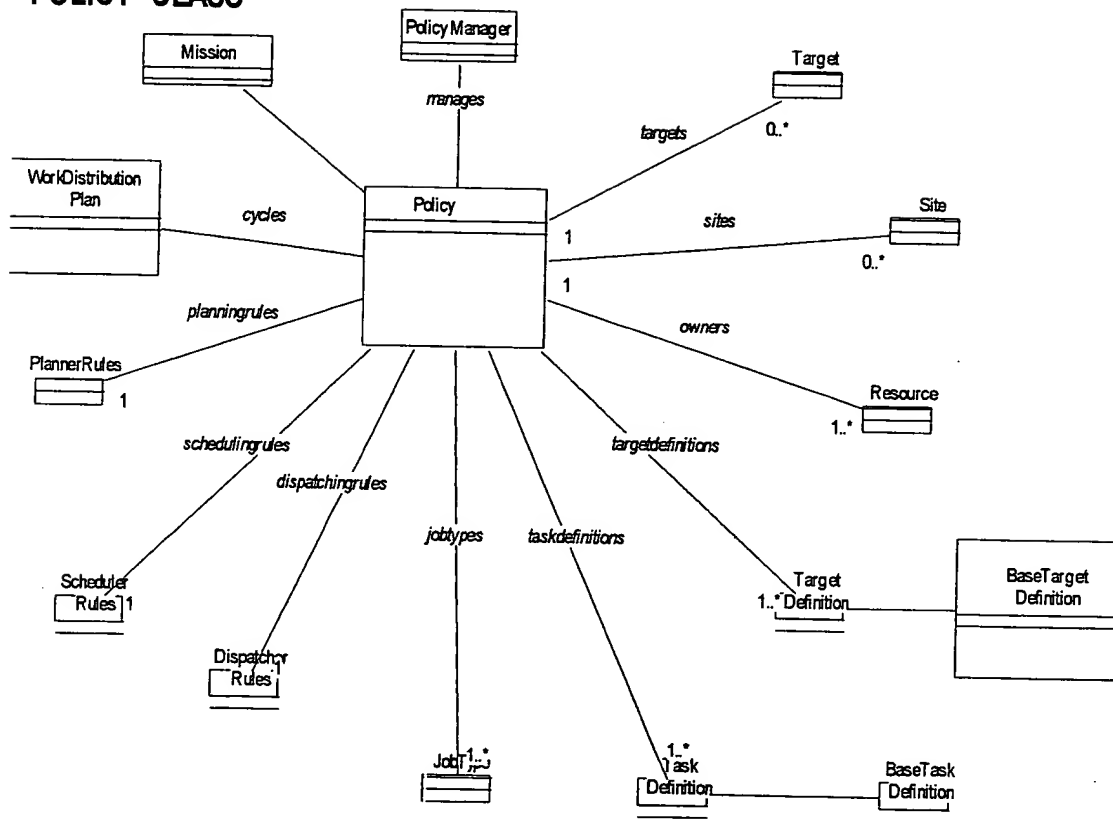 POLICY CLASS
Mission
PolicyManager
Target
manages
0..*
targets
WorkDistribution
Plan
cycles
Policy
1
sites
Site
0..*
1
planningrules
owners
PlannerRules
1
Resource
1..*
schedulingrules
targetdefinitions
dispatchingrules
jobtypes
taskdefinitions
Scheduler
Rules 1
Target
1..* Definition
BaseTarget
Definition
Dispatcher
Rules
1
1..*
1..*
Task
Definition
BaseTask
Definition